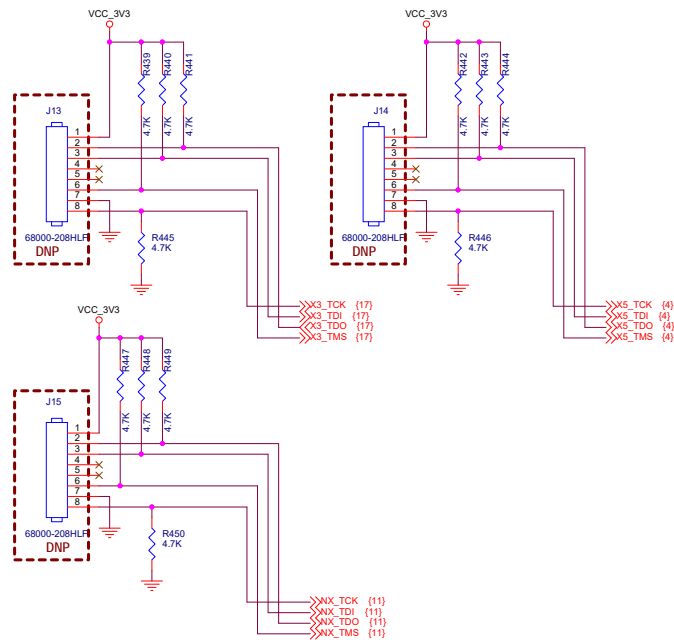 VCC_3V3
R439
R440
R441
4.7K
4.7K
4.7K
J13
1
2
3
4
5
6
7
8
68000-208HLF
DNP
R445
4.7K
X3_TCK {17}
X3_TDI {17}
X3_TDO {17}
X3_TMS {17}
VCC_3V3
R442
R443
R444
4.7K
4.7K
4.7K
J14
1
2
3
4
5
6
7
8
68000-208HLF
DNP
R446
4.7K
X5_TCK {4}
X5_TDI {4}
X5_TDO {4}
X5_TMS {4}
VCC_3V3
R447
R448
R449
4.7K
4.7K
4.7K
J15
1
2
3
4
5
6
7
8
68000-208HLF
DNP
R450
4.7K
NX_TCK {11}
NX_TDI {11}
NX_TDO {11}
NX_TMS {11}